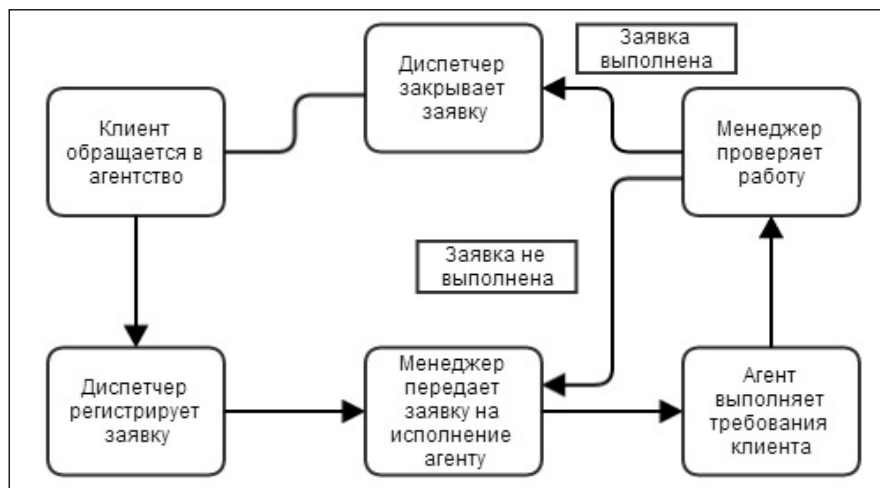 Заявка
выполнена
Диспетчер
закрывает
заявку
Клиент
обращается в
агентство
Менеджер
проверяет
работу
Заявка не
выполнена
Диспетчер
регистрирует
заявку
Менеджер
передает
заявку на
исполнение
агенту
Агент
выполняет
требования
клиента